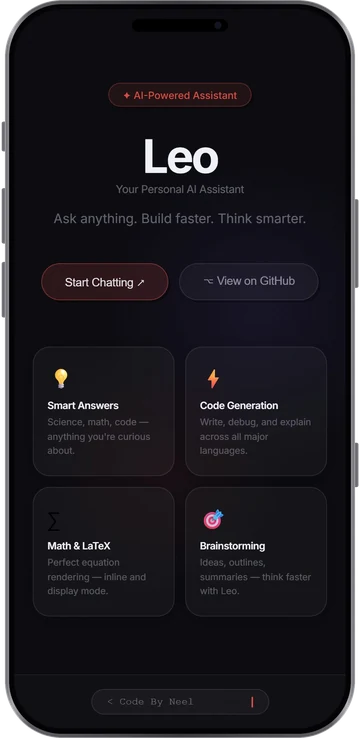 ✦ AI-Powered Assistant
Leo
Your Personal AI Assistant
Ask anything. Build faster. Think smarter.
Start Chatting ↗
⌥ View on GitHub
Smart Answers
Science, math, code —
anything you're curious
about.
Code Generation
Write, debug, and explain
across all major
languages.
∑
Math & LaTeX
Perfect equation
rendering — inline and
display mode.
Brainstorming
Ideas, outlines,
summaries — think faster
with Leo.
< Code By Neel